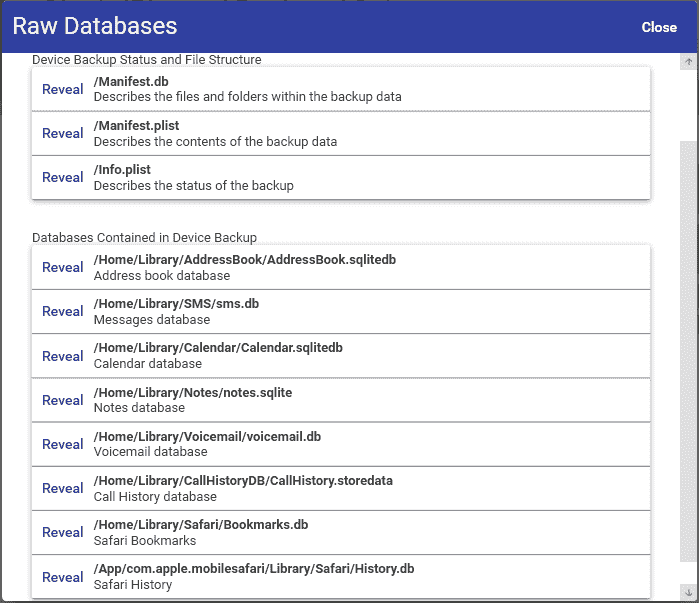 Raw Databases
Close
Device Backup Status and File Structure
Reveal
/Manifest.db
Describes the files and folders within the backup data
Reveal
/Manifest.plist
Describes the contents of the backup data
Reveal
/Info.plist
Describes the status of the backup
Databases Contained in Device Backup
Reveal
/Home/Library/AddressBook/AddressBook.sqlitedb
Address book database
Reveal
/Home/Library/SMS/sms.db
Messages database
Reveal
/Home/Library/Calendar/Calendar.sqlitedb
Calendar database
Reveal
/Home/Library/Notes/notes.sqlite
Notes database
Reveal
/Home/Library/Voicemail/voicemail.db
Voicemail database
Reveal
/Home/Library/CallHistoryDB/CallHistory.storedata
Call History database
Reveal
/Home/Library/Safari/Bookmarks.db
Safari Bookmarks
Reveal
/App/com.apple.mobilesafari/Library/Safari/History.db
Safari History